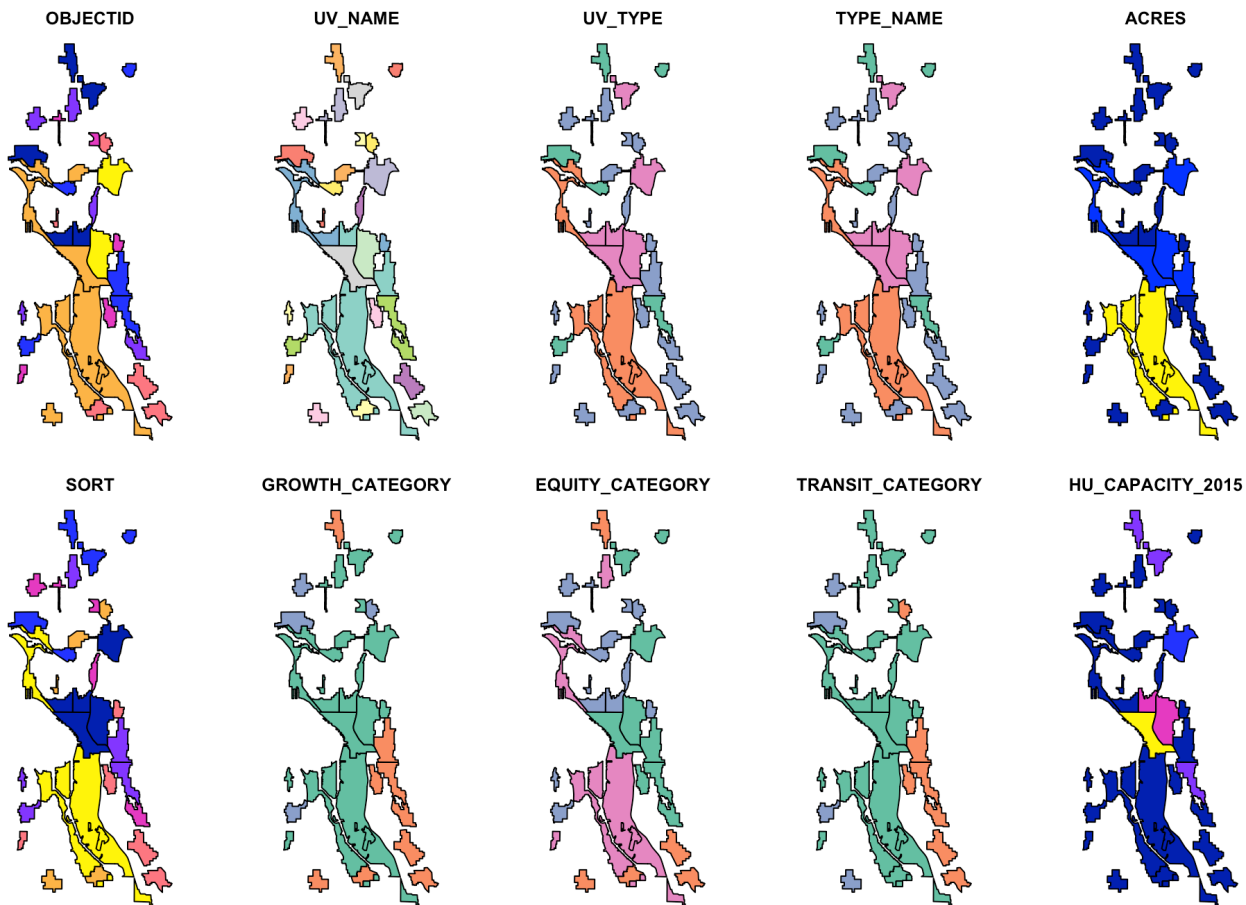 OBJECTID UV_NAME UV_TYPE TYPE_NAME ACRES
SORT GROWTH_CATEGORY EQUITY_CATEGORY TRANSIT_CATEGORY HU_CAPACITY_2015